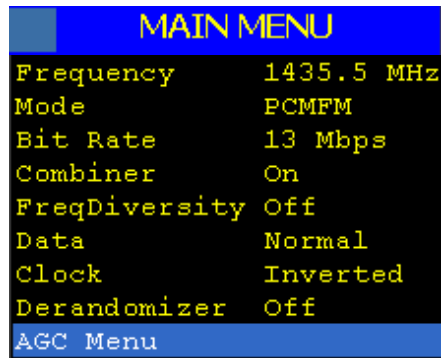 MAIN MENU
Frequency 1435.5 MHz
Mode PCMFM
Bit Rate 13 Mbps
Combiner On
FreqDiversity Off
Data Normal
Clock Inverted
Derandomizer Off
AGC Menu